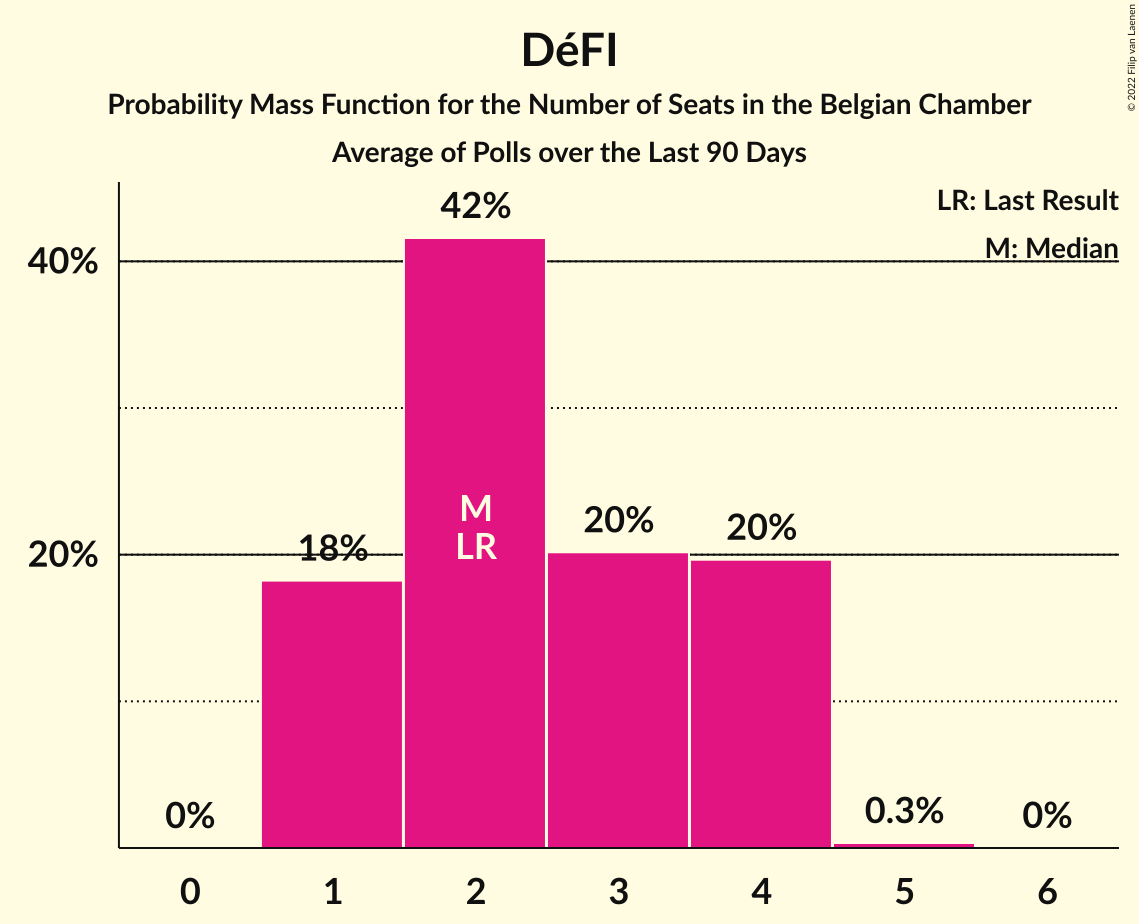 DéFI
Probability Mass Function for the Number of Seats in the Belgian Chamber
Average of Polls over the Last 90 Days
© 2022 Filip van Laenen
LR: Last Result
M: Median
40%
20%
0%
18%
42%
M
LR
20%
20%
0.3%
0%
0
1
2
3
4
5
6